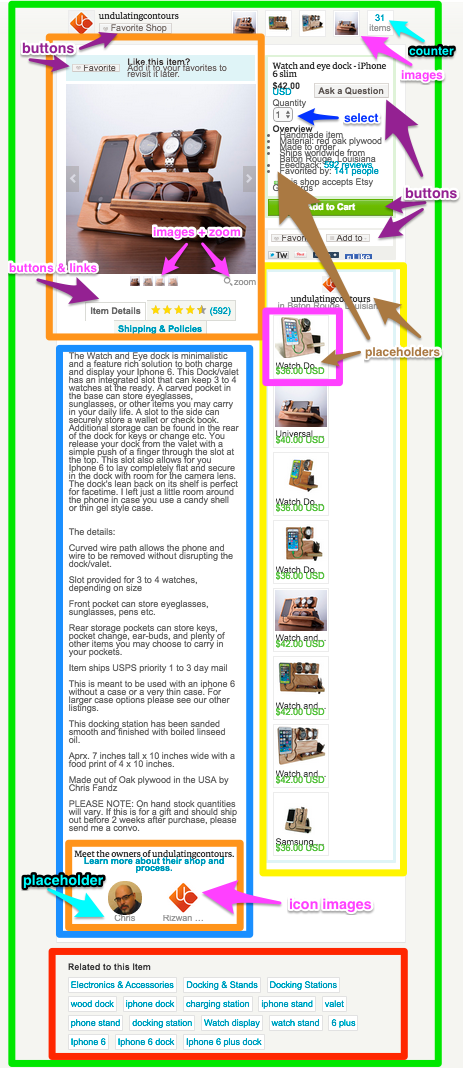 undulatingcontours
Favorite Shop
31
items
buttons
counter
images
Favorite
Like this item?
Add it to your favorites to
revisit it later.
Watch and eye dock - iPhone
6 slim
$42.00
USD
Ask a Question
Quantity
1
select
Overview
Handmade item
Material: red oak plywood
Made to order
Ships worldwide from
Baton Rouge, Louisiana
Feedback: 592 reviews
Favorited by: 141 people
shop accepts Etsy
buttons
Add to Cart
Favorite
Add to
Tw
Like
images + zoom
zoom
buttons & links
Item Details
(592)
Shipping & Policies
undulatingcontours
in Baton Rouge, Louisiana
placeholders
Watch Do...
$36.00 USD
Universal...
$40.00 USD
Watch Do...
$36.00 USD
Watch Do...
$36.00 USD
Watch and...
$42.00 USD
Watch and...
$42.00 USD
Watch and...
$42.00 USD
Samsung...
$36.00 USD
The Watch and Eye dock is minimalistic
and a feature rich solution to both charge
and display your Iphone 6. This Dock/valet
has an integrated slot that can keep 3 to 4
watches at the ready. A carved pocket in
the base can store eyeglass,
sunglasses, or other items you may carry
in your daily life. A slot to the side can
securely store a wallet or check book.
Additional storage can be found in the rear
of the dock for keys or change etc. You
release your dock from the valet with a
simple push of a finger through the slot at
the top. This slot also allows for you
Iphone 6 to lay completely flat and secure
in the dock with room for the camera lens.
The dock's lean back on its shelf is perfect
for facetime. I left just a little room around
the phone in case you use a candy shell
or thin gel style case.
The details:
Curved wire path allows the phone and
wire to be removed without disrupting the
dock/valet.
Slot provided for 3 to 4 watches,
depending on size
Front pocket can store eyeglasses,
sunglasses, pens etc.
Rear storage pockets can store keys,
pocket change, ear-buds, and plenty of
other items you may choose to carry in
your pockets.
Item ships USPS priority 1 to 3 day mail
This is meant to be used with an iphone 6
without a case or a very thin case. For
larger case options please see our other
listings.
This docking station has been sanded
smooth and finished with boiled linseed
oil.
Aprx. 7 inches tall x 10 inches wide with a
food print of 4 x 10 inches.
Made out of Oak plywood in the USA by
Chris Fandz
PLEASE NOTE: On hand stock quantities
will vary. If this is for a gift and should ship
out before 2 weeks after purchase, please
send me a convo.
Meet the owners of undulatingcontours.
Learn more about their shop and
process.
placeholder
Chris
Rizwan ...
icon images
Related to this Item
Electronics & Accessories
Docking & Stands
Docking Stations
wood dock
iphone dock
charging station
iphone stand
valet
phone stand
docking station
Watch display
watch stand
6 plus
Iphone 6
Iphone 6 dock
Iphone 6 plus dock